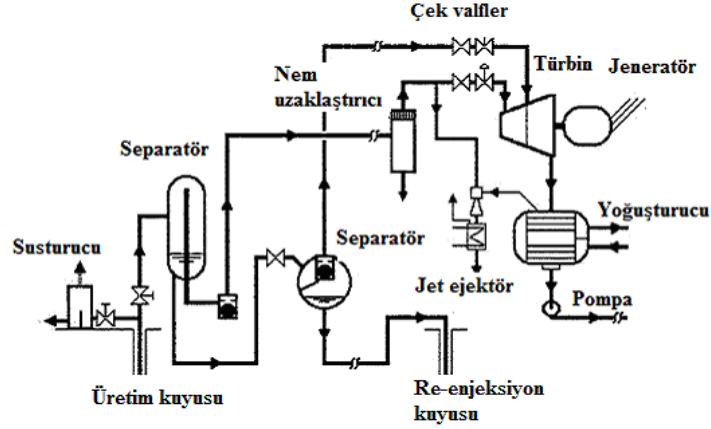 Çek valfler
Türbin
Jeneratör
Nem
uzaklaştırıcı
Separatör
Separatör
Yoğuşturucu
Susturucu
Jet ejektör
Pompa
Üretim kuyusu
Re-enjeksiyon
kuyusu